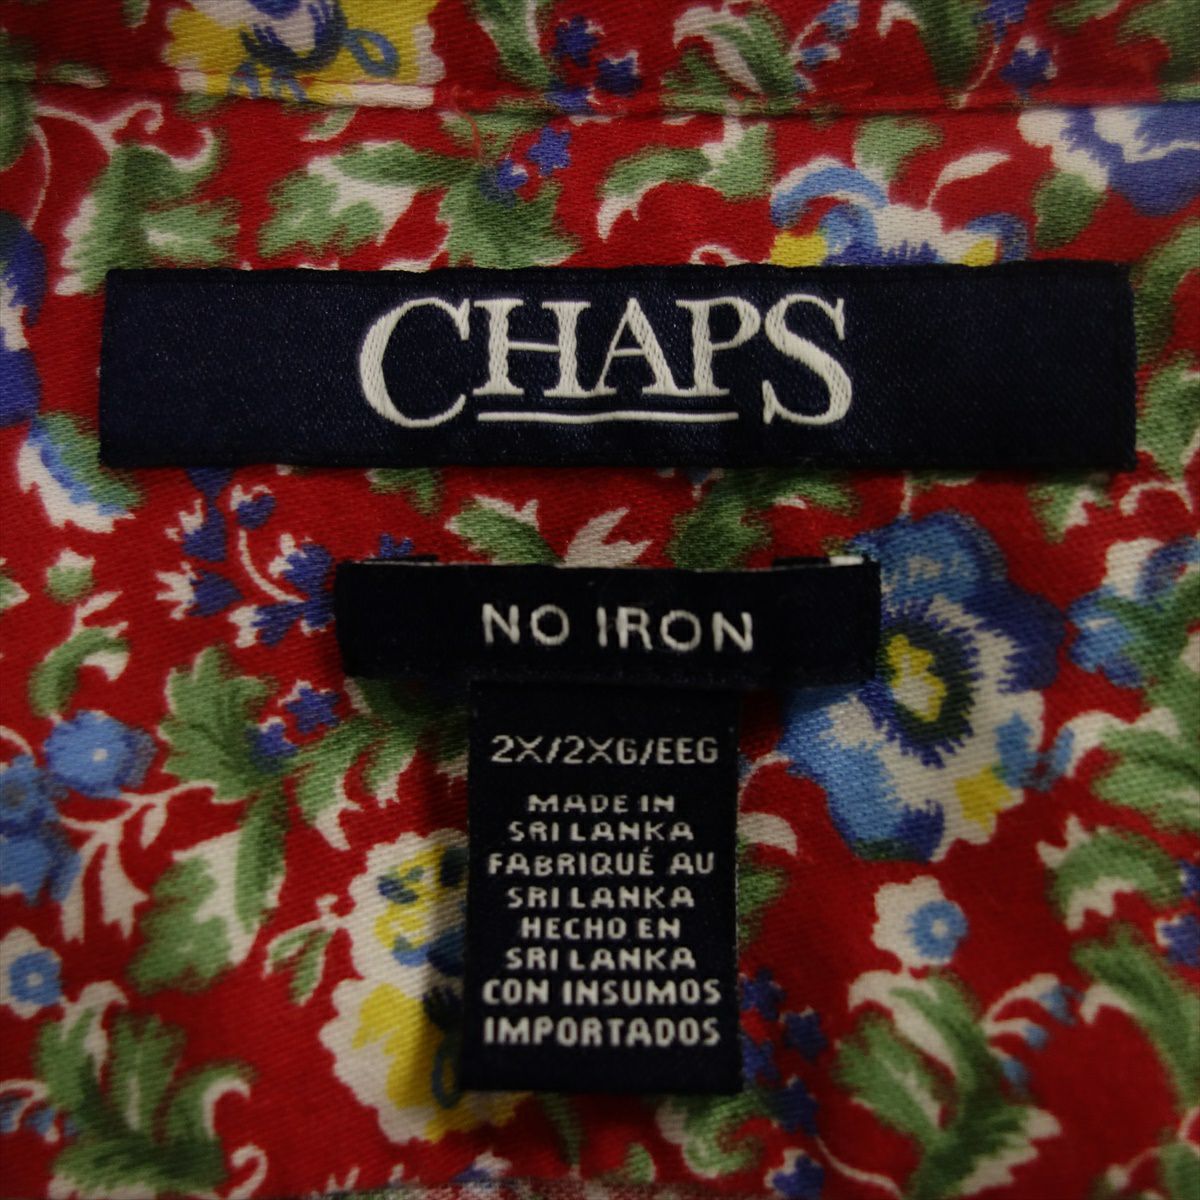 CHAPS
NO IRON
2X/2XG/EEG
MADE IN
SRI LANKA
FABRIQUÉ AU
SRI LANKA
HECHO EN
SRI LANKA
CON INSUMOS
IMPORTADOS